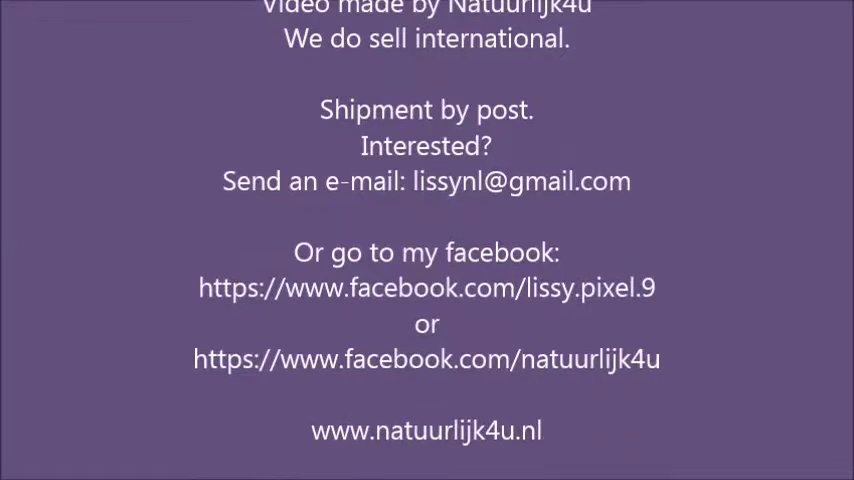 Video made by Natuurlijk4u
We do sell international.
Shipment by post.
Interested?
Send an e-mail: lissynl@gmail.com
Or go to my facebook:
https://www.facebook.com/lissy.pixel.9
or
https://www.facebook.com/natuurlijk4u
www.natuurlijk4u.nl